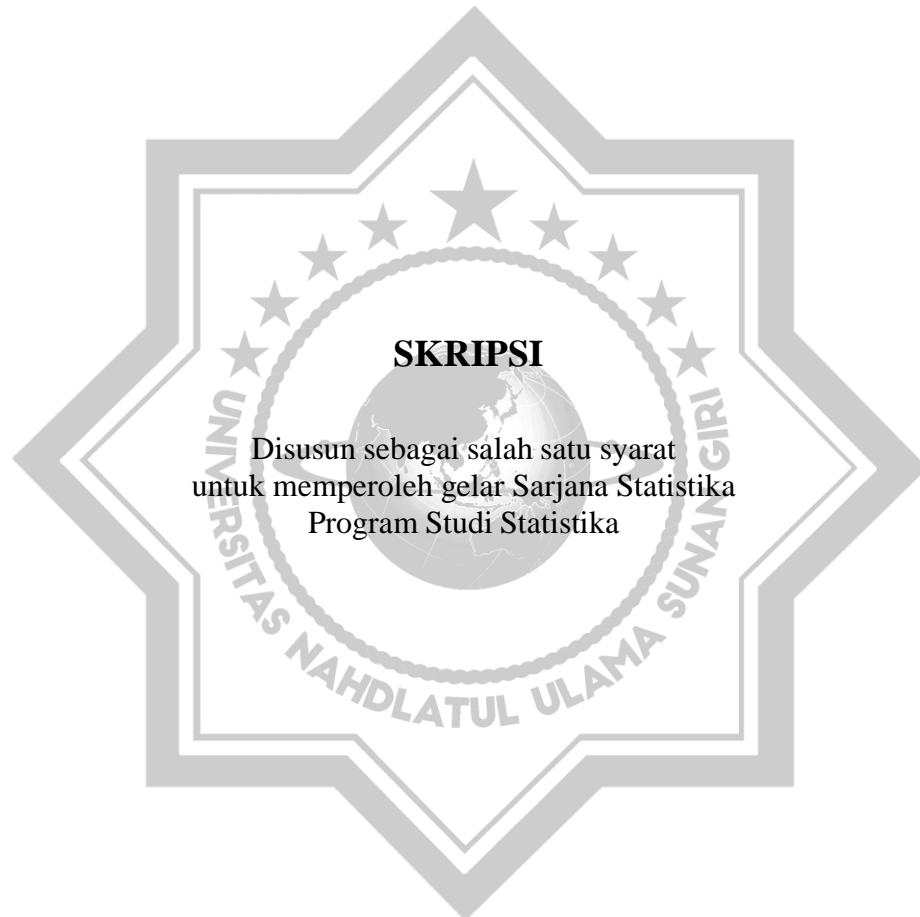 SKRIPSI
Disusun sebagai salah satu syarat
untuk memperoleh gelar Sarjana Statistika
Program Studi Statistika
UNIVERSITAS NAHDLATUL ULAMA SUNAN GIRI